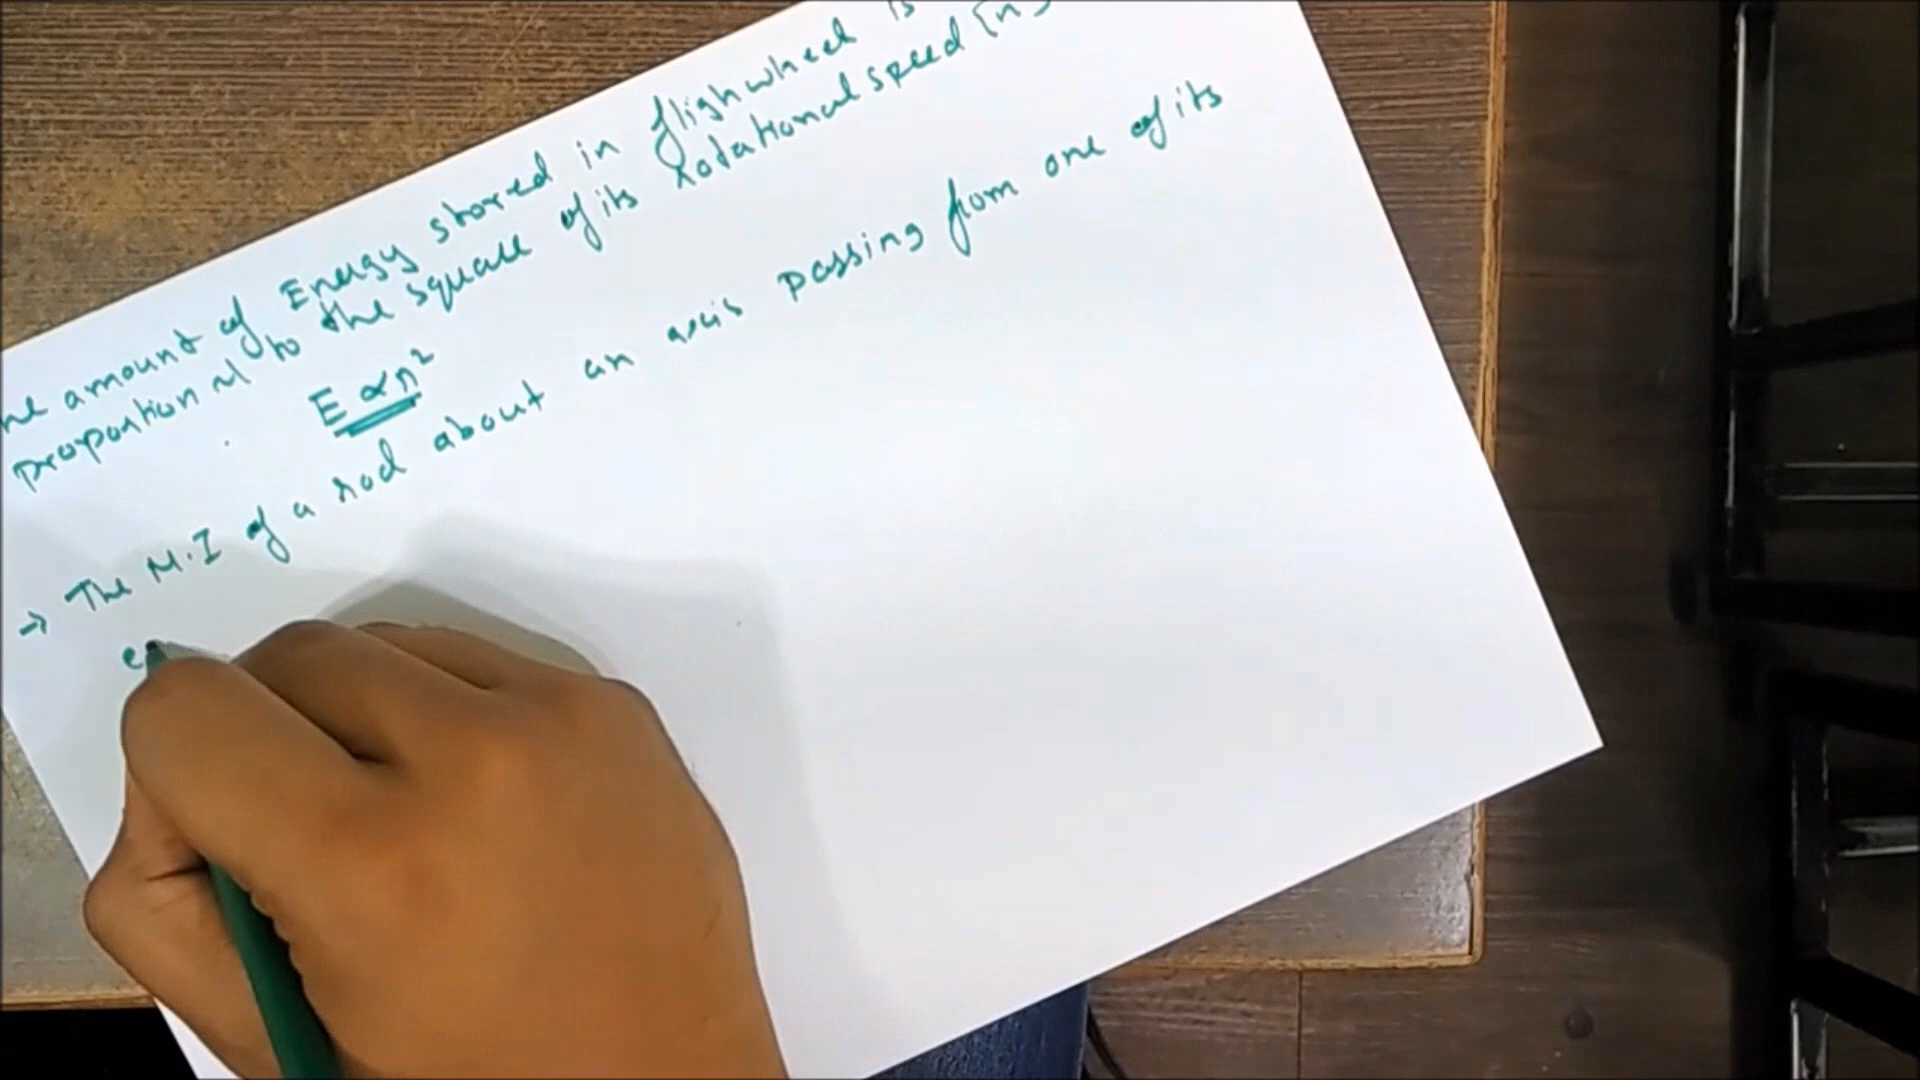 amount of Energy stored in flighwheel is
proportional to the square of its rotational speed [n]
E ∝ n²
→ The M.I of a rod about an axis passing from one of its